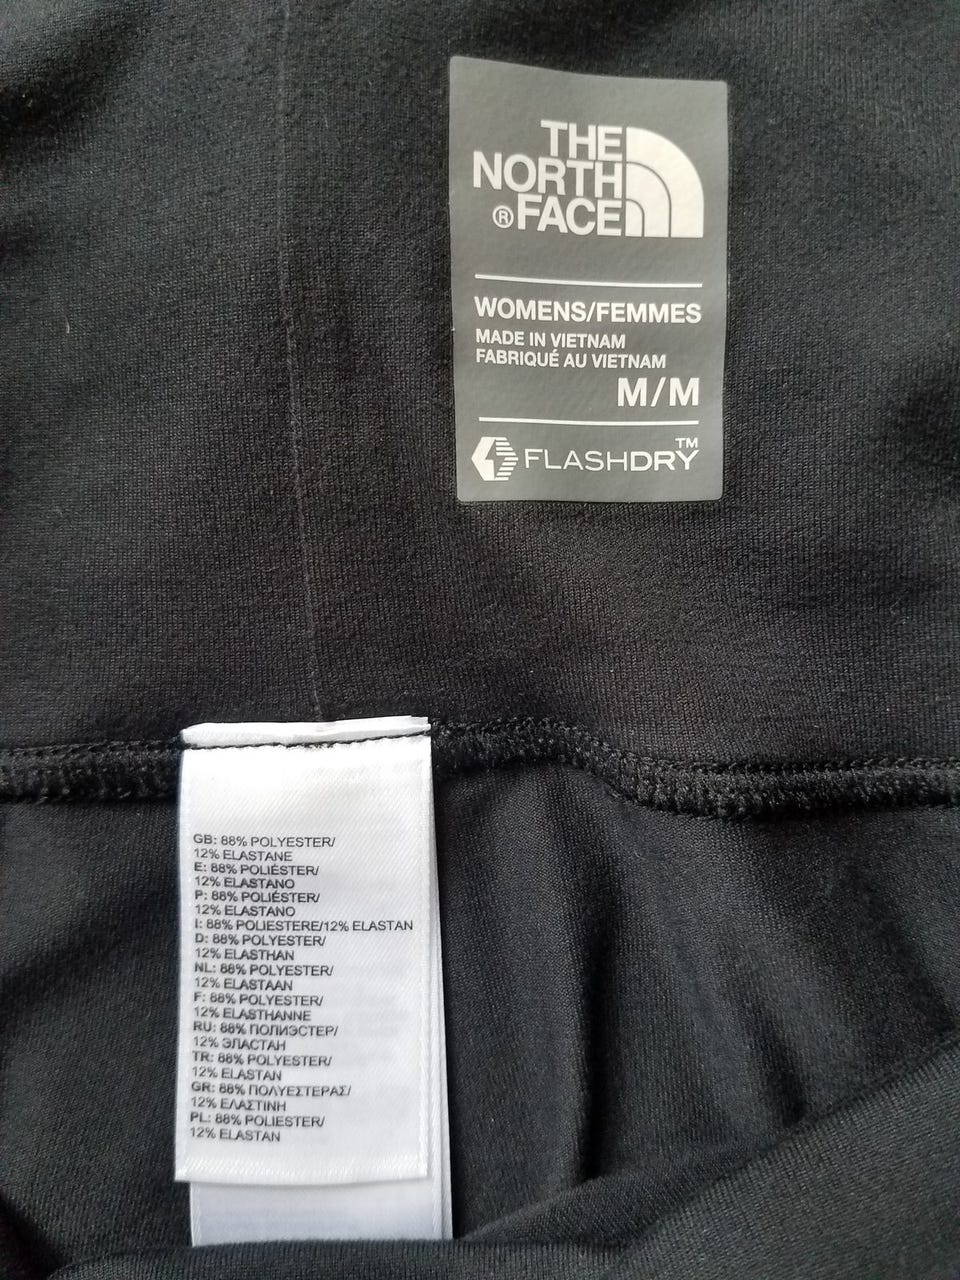 THE
NORTH
® FACE
WOMENS/FEMMES
MADE IN VIETNAM
FABRIQUÉ AU VIETNAM
M/M
FLASHDRY™
GB: 88% POLYESTER/
12% ELASTANE
E: 88% POLIÉSTER/
12% ELASTANO
P: 88% POLIÉSTER/
12% ELASTANO
I: 88% POLIESTERE/12% ELASTAN
D: 88% POLYESTER/
12% ELASTHAN
NL: 88% POLYESTER/
12% ELASTAAN
F: 88% POLYESTER/
12% ELASTHANNE
RU: 88% ПОЛИЭСТЕР/
12% ЭЛАСТАН
TR: 88% POLYESTER/
12% ELASTAN
GR: 88% ΠΟΛΥΕΣΤΕΡΑΣ/
12% ΕΛΑΣΤΙΝΗ
PL: 88% POLIESTER/
12% ELASTAN